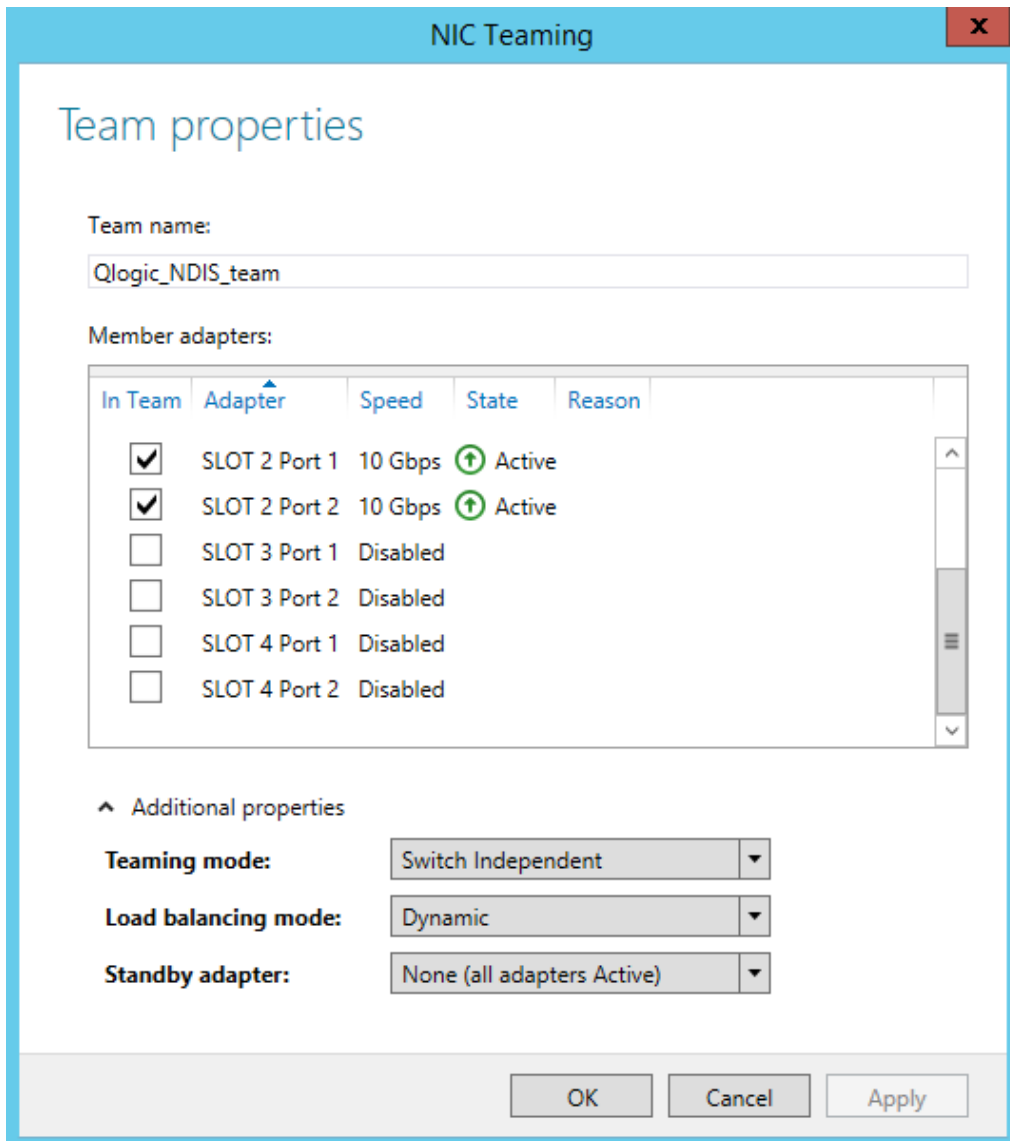 NIC Teaming
x
Team properties
Team name:
Qlogic_NDIS_team
Member adapters:
In Team Adapter Speed State Reason
SLOT 2 Port 1 10 Gbps Active
SLOT 2 Port 2 10 Gbps Active
SLOT 3 Port 1 Disabled
SLOT 3 Port 2 Disabled
SLOT 4 Port 1 Disabled
SLOT 4 Port 2 Disabled
Additional properties
Teaming mode: Switch Independent
Load balancing mode: Dynamic
Standby adapter: None (all adapters Active)
OK Cancel Apply